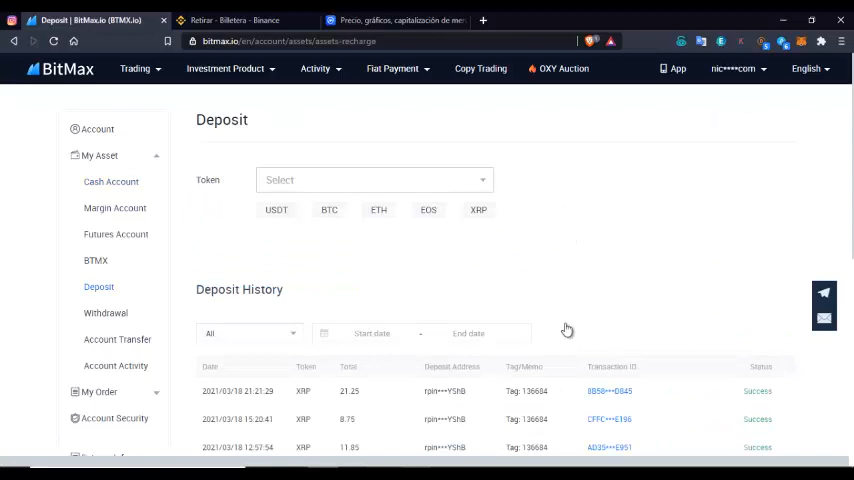 Deposit | BitMax.io (BTMX.io)
Retirar - Billetera - Binance
Precio, gráficos, capitalización de mer
bitmax.io/en/account/assets/assets-recharge
BitMax
Trading
Investment Product
Activity
Fiat Payment
Copy Trading
OXY Auction
App
nic****com
English
Account
My Asset
Cash Account
Margin Account
Futures Account
BTMX
Deposit
Withdrawal
Account Transfer
Account Activity
My Order
Account Security
Deposit
Token
Select
USDT BTC ETH EOS XRP
Deposit History
All
Start date - End date
Date Token Total Deposit Address Tag/Memo Transaction ID Status
2021/03/18 21:21:29 XRP 21.25 rpin•••YShB Tag: 136684 8B58•••D845 Success
2021/03/18 15:20:41 XRP 8.75 rpin•••YShB Tag: 136684 CFFC•••E196 Success
2021/03/18 12:57:54 XRP 11.85 rpin•••YShB Tag: 136684 AD35•••E951 Success